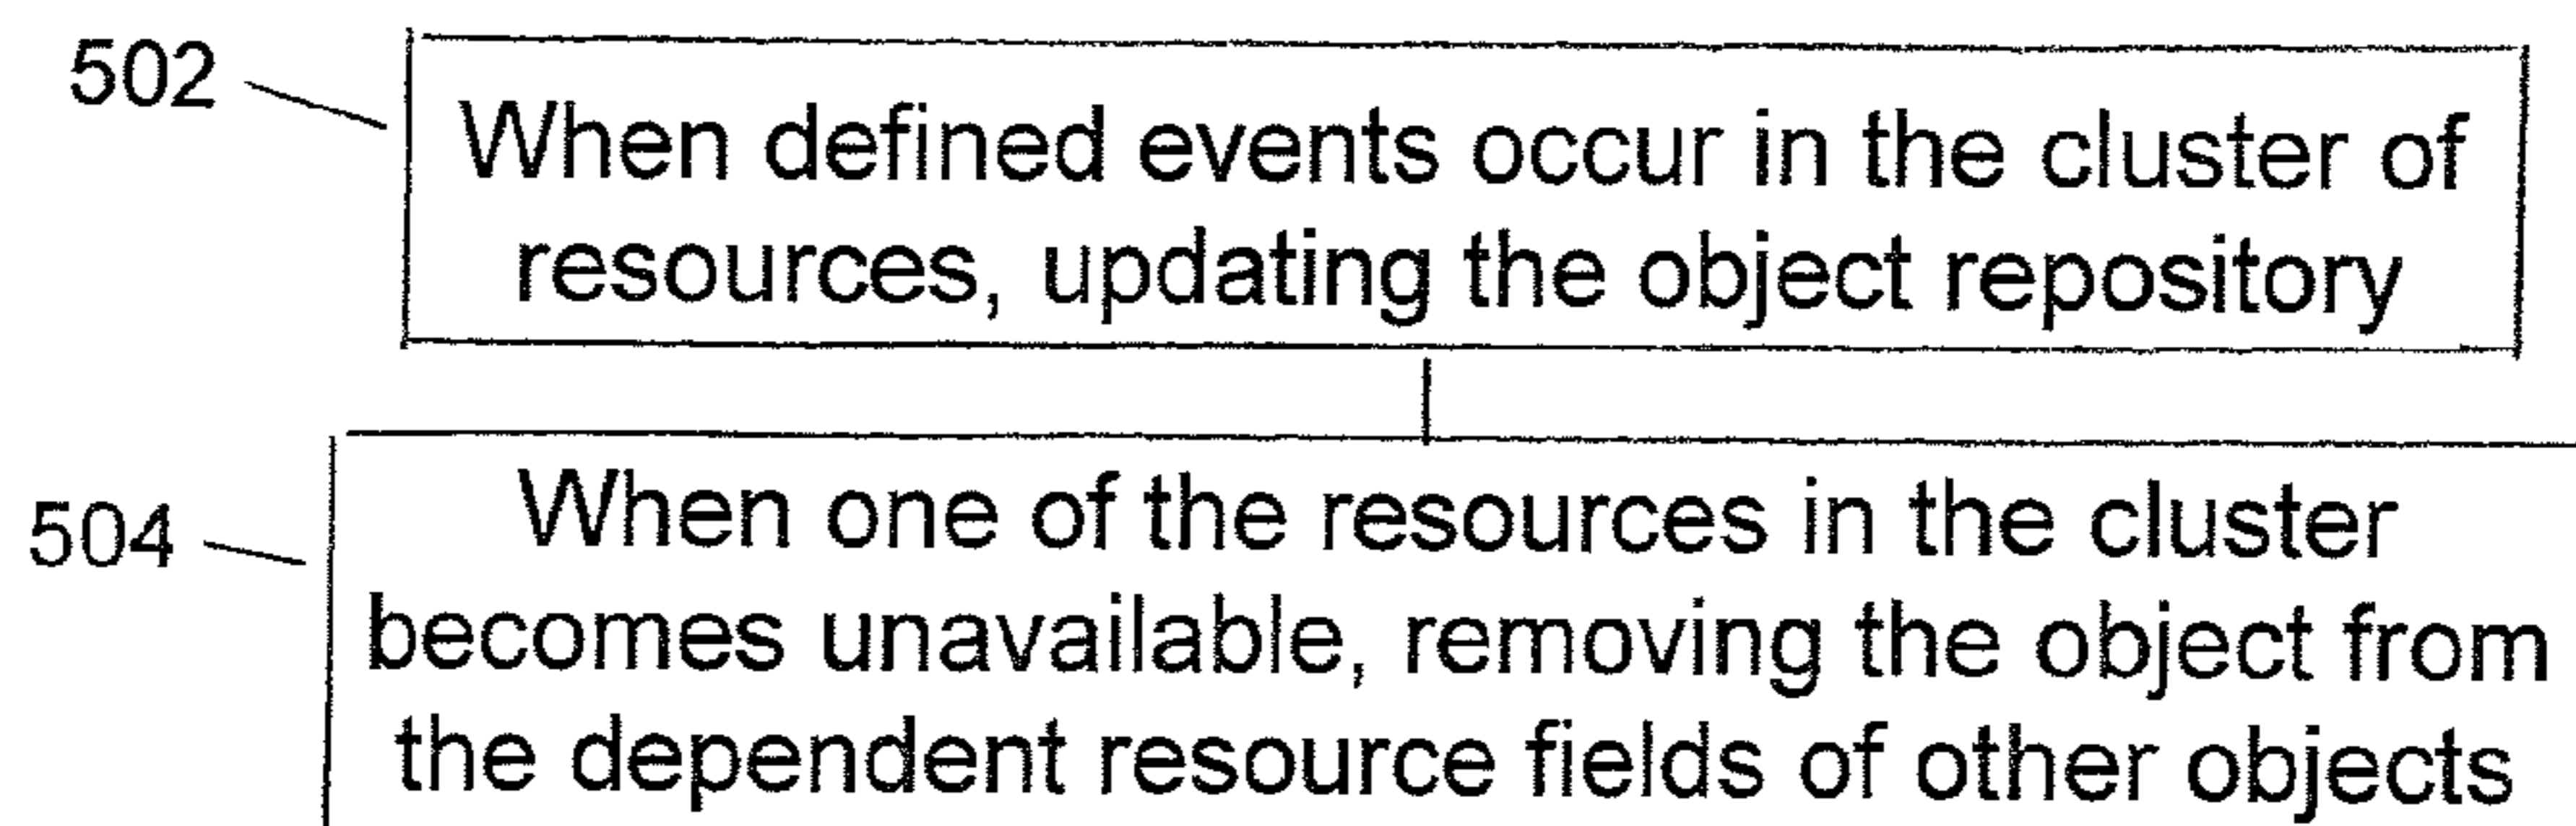 502
When defined events occur in the cluster of
resources, updating the object repository
504
When one of the resources in the cluster
becomes unavailable, removing the object from
the dependent resource fields of other objects